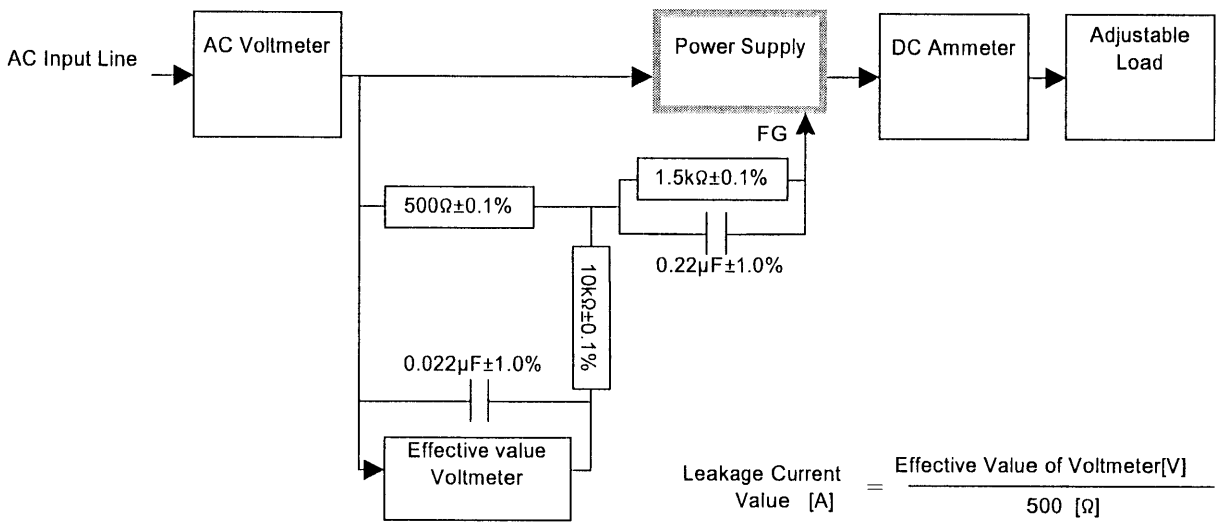 AC Input Line
AC Voltmeter
Power Supply
DC Ammeter
Adjustable
Load
FG
1.5kΩ±0.1%
500Ω±0.1%
0.22µF±1.0%
10kΩ±0.1%
0.022µF±1.0%
Effective value
Voltmeter
Leakage Current
Value [A]
=
Effective Value of Voltmeter[V]
500 [Ω]